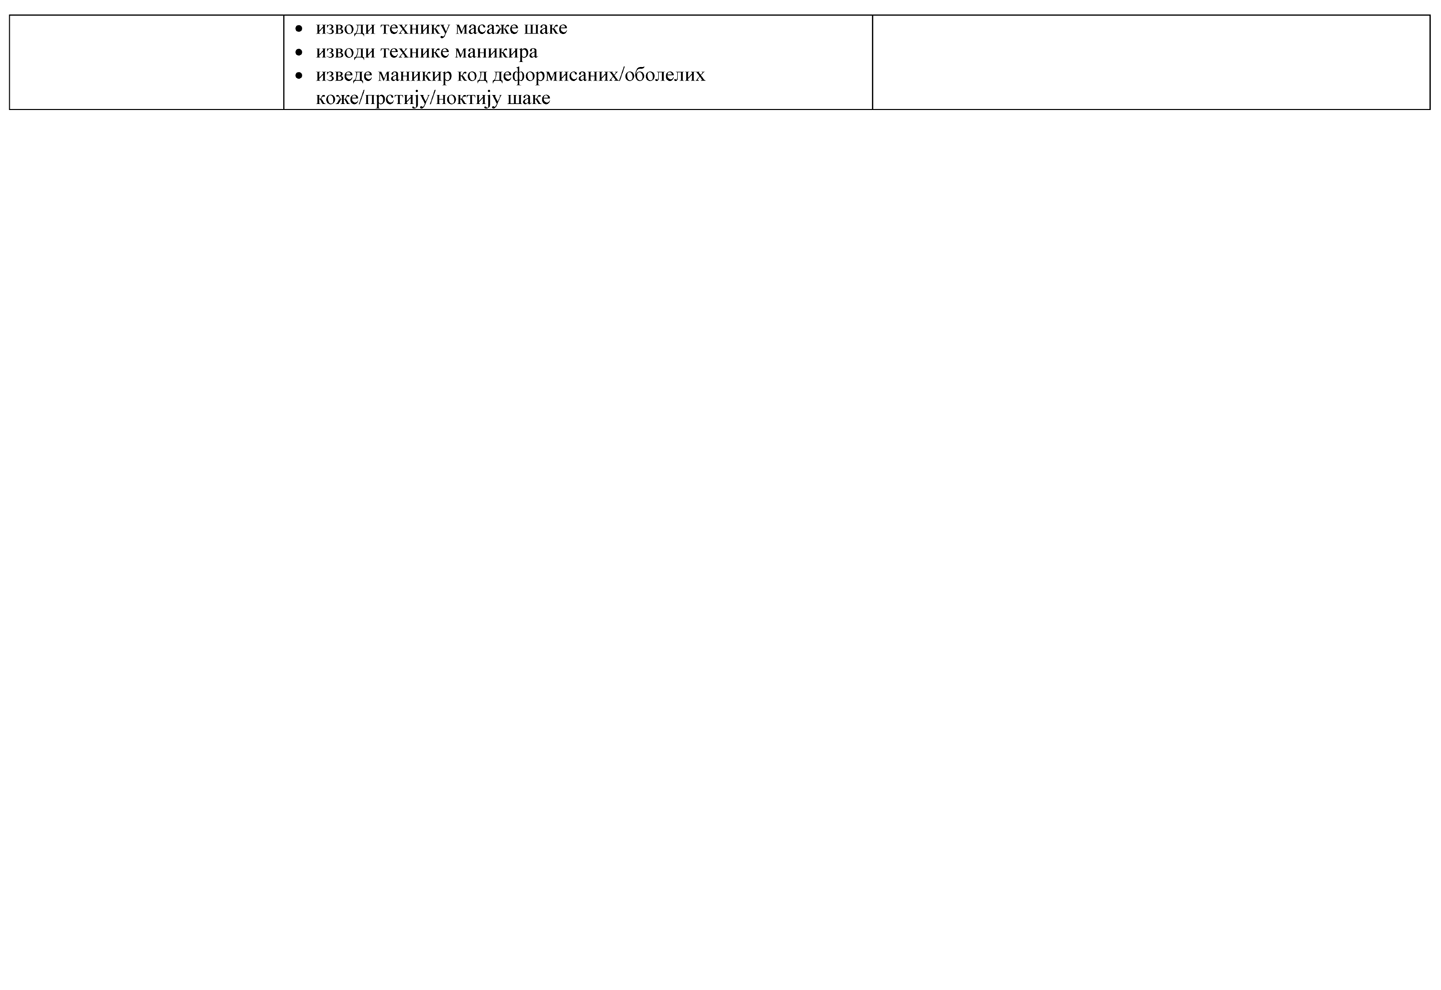 • изводи технику масаже шаке
• изводи технике маникира
• изведе маникир код деформисаних/оболелих
коже/прстију/ноктију шаке